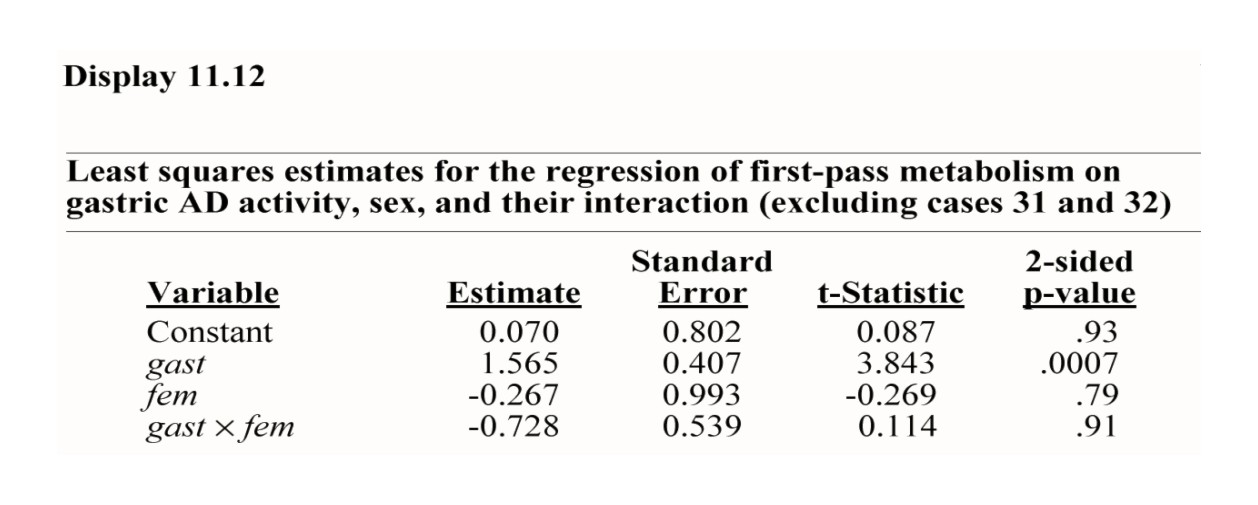 Display 11.12
Least squares estimates for the regression of first-pass metabolism on
gastric AD activity, sex, and their interaction (excluding cases 31 and 32)
Standard 2-sided
Variable Estimate Error t-Statistic p-value
Constant 0.070 0.802 0.087 .93
gast 1.565 0.407 3.843 .0007
fem -0.267 0.993 -0.269 .79
gast × fem -0.728 0.539 0.114 .91